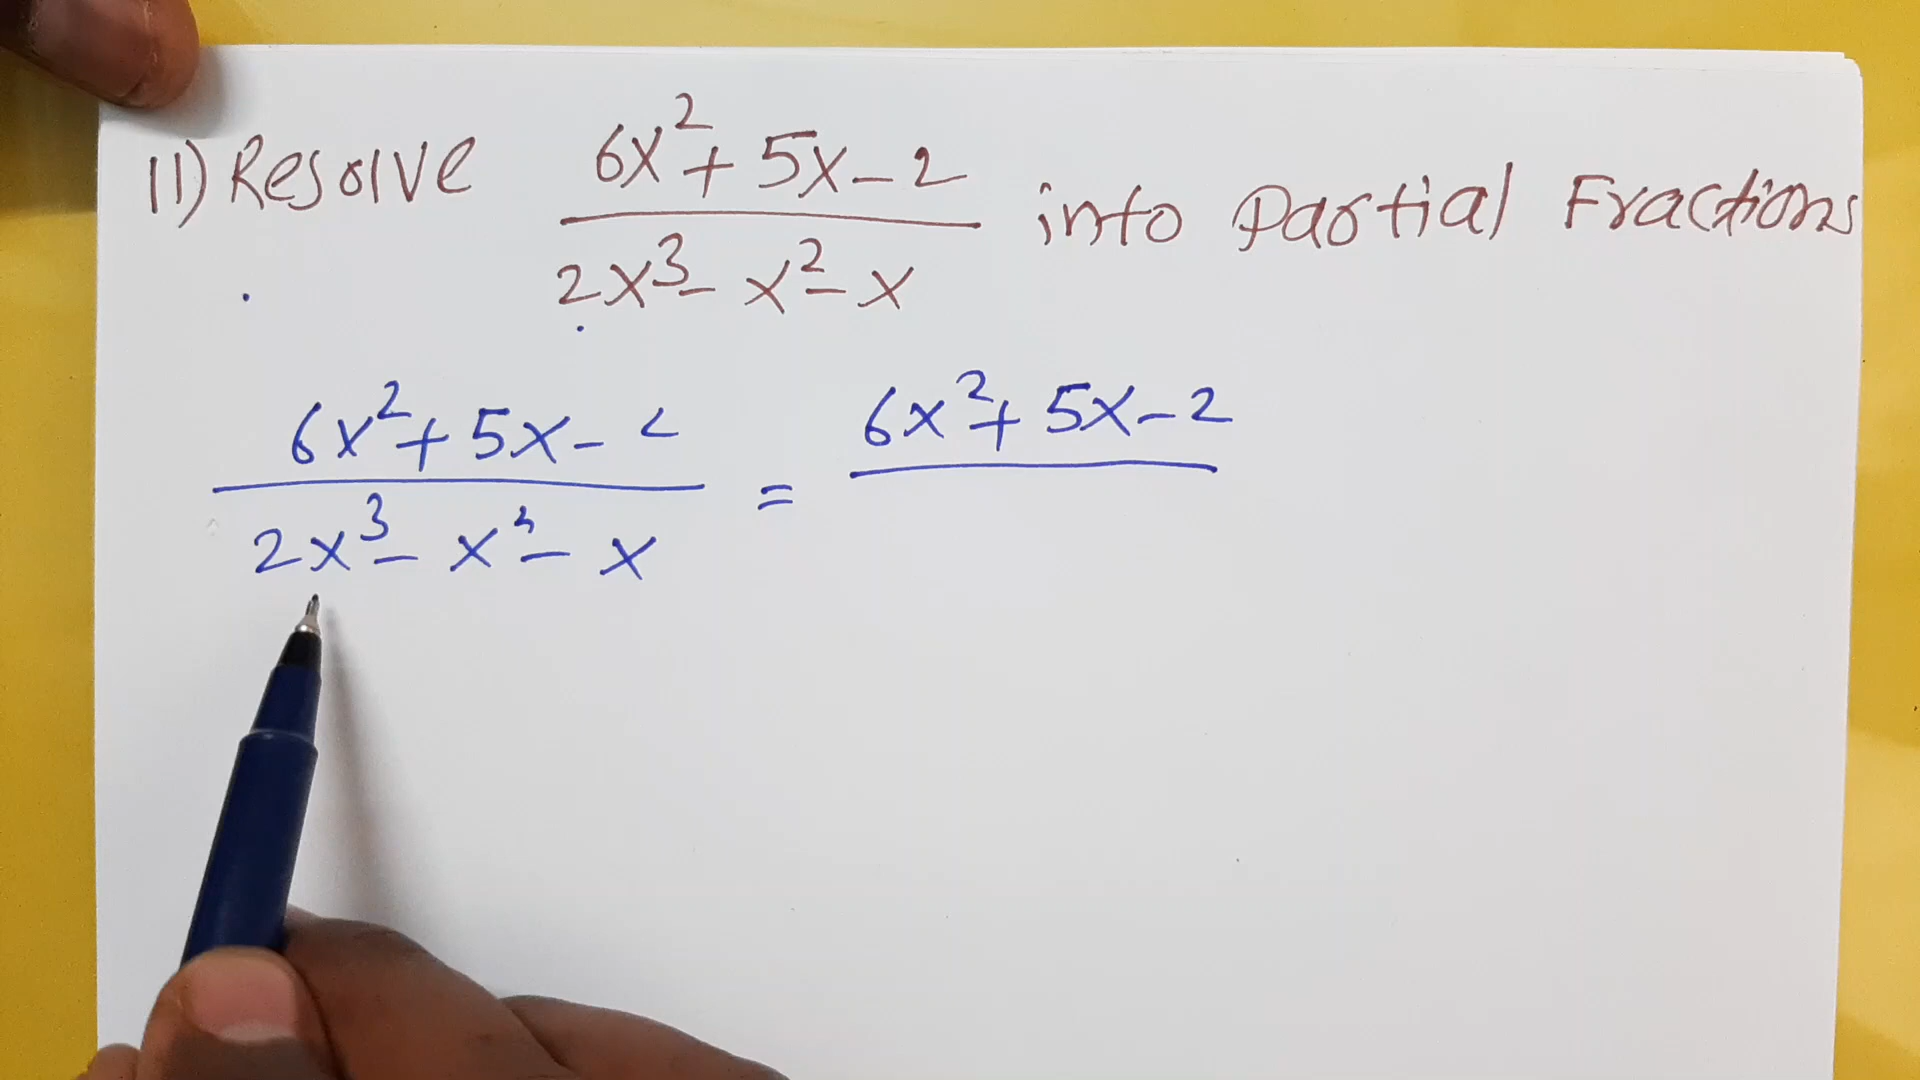 11) Resolve 6x²+ 5x-2 / 2x³- x²- x into Partial Fractions
6x²+ 5x- 2 / 2x³- x²- x = 6x²+ 5x-2